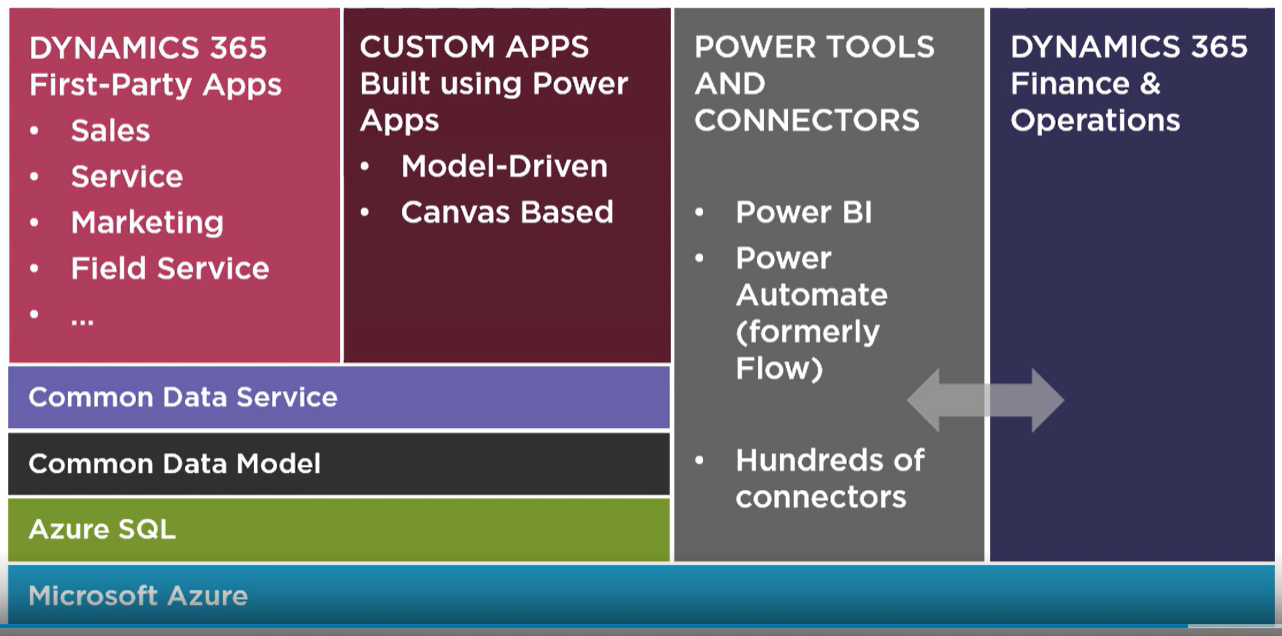 DYNAMICS 365
First-Party Apps
• Sales
• Service
• Marketing
• Field Service
• ...
CUSTOM APPS
Built using Power
Apps
• Model-Driven
• Canvas Based
POWER TOOLS
AND
CONNECTORS
• Power BI
• Power
Automate
(formerly
Flow)
• Hundreds of
connectors
DYNAMICS 365
Finance &
Operations
Common Data Service
Common Data Model
Azure SQL
Microsoft Azure